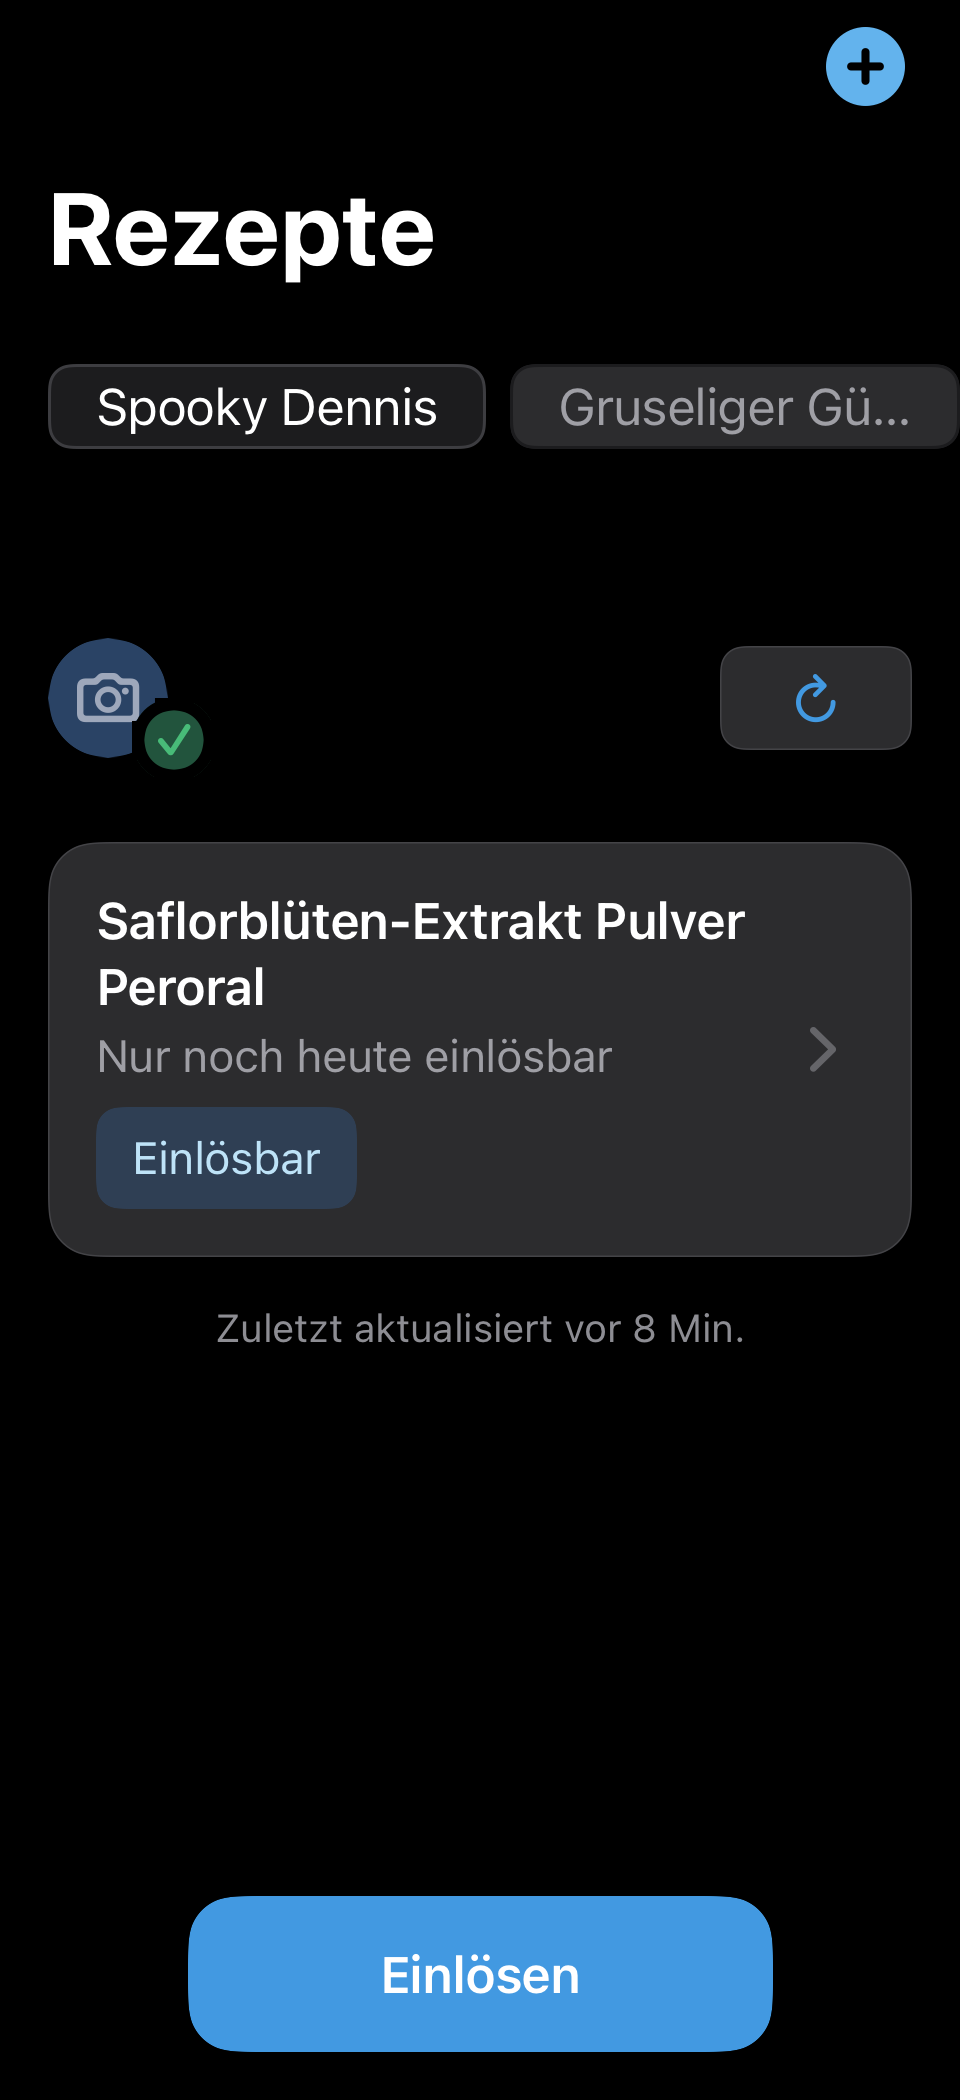 Rezepte
Spooky Dennis
Gruseliger Gü...
Saflorblüten-Extrakt Pulver
Peroral
Nur noch heute einlösbar
Einlösbar
Zuletzt aktualisiert vor 8 Min.
Einlösen